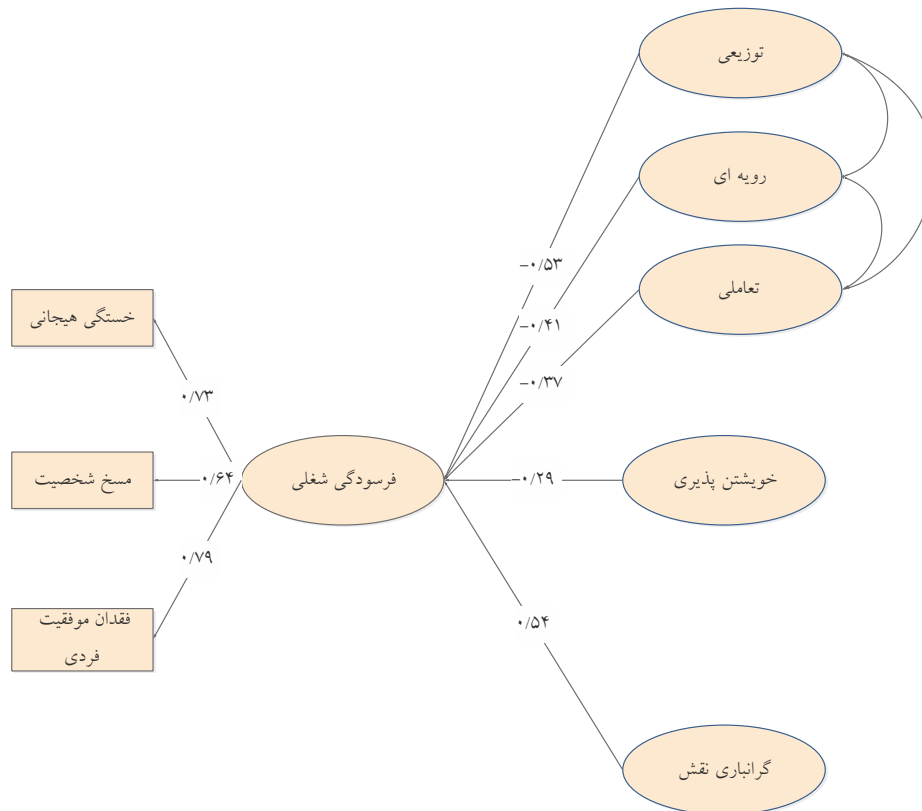 توزیعی
رویه ای
-۰/۵۳
تعاملی
خستگی هیجانی
-۰/۴۱
-۰/۳۷
۰/۷۳
مسخ شخصیت
۰/۶۴
فرسودگی شغلی
-۰/۲۹
خویشتن پذیری
۰/۷۹
فقدان موفقیت
فردی
۰/۵۴
گرانباری نقش